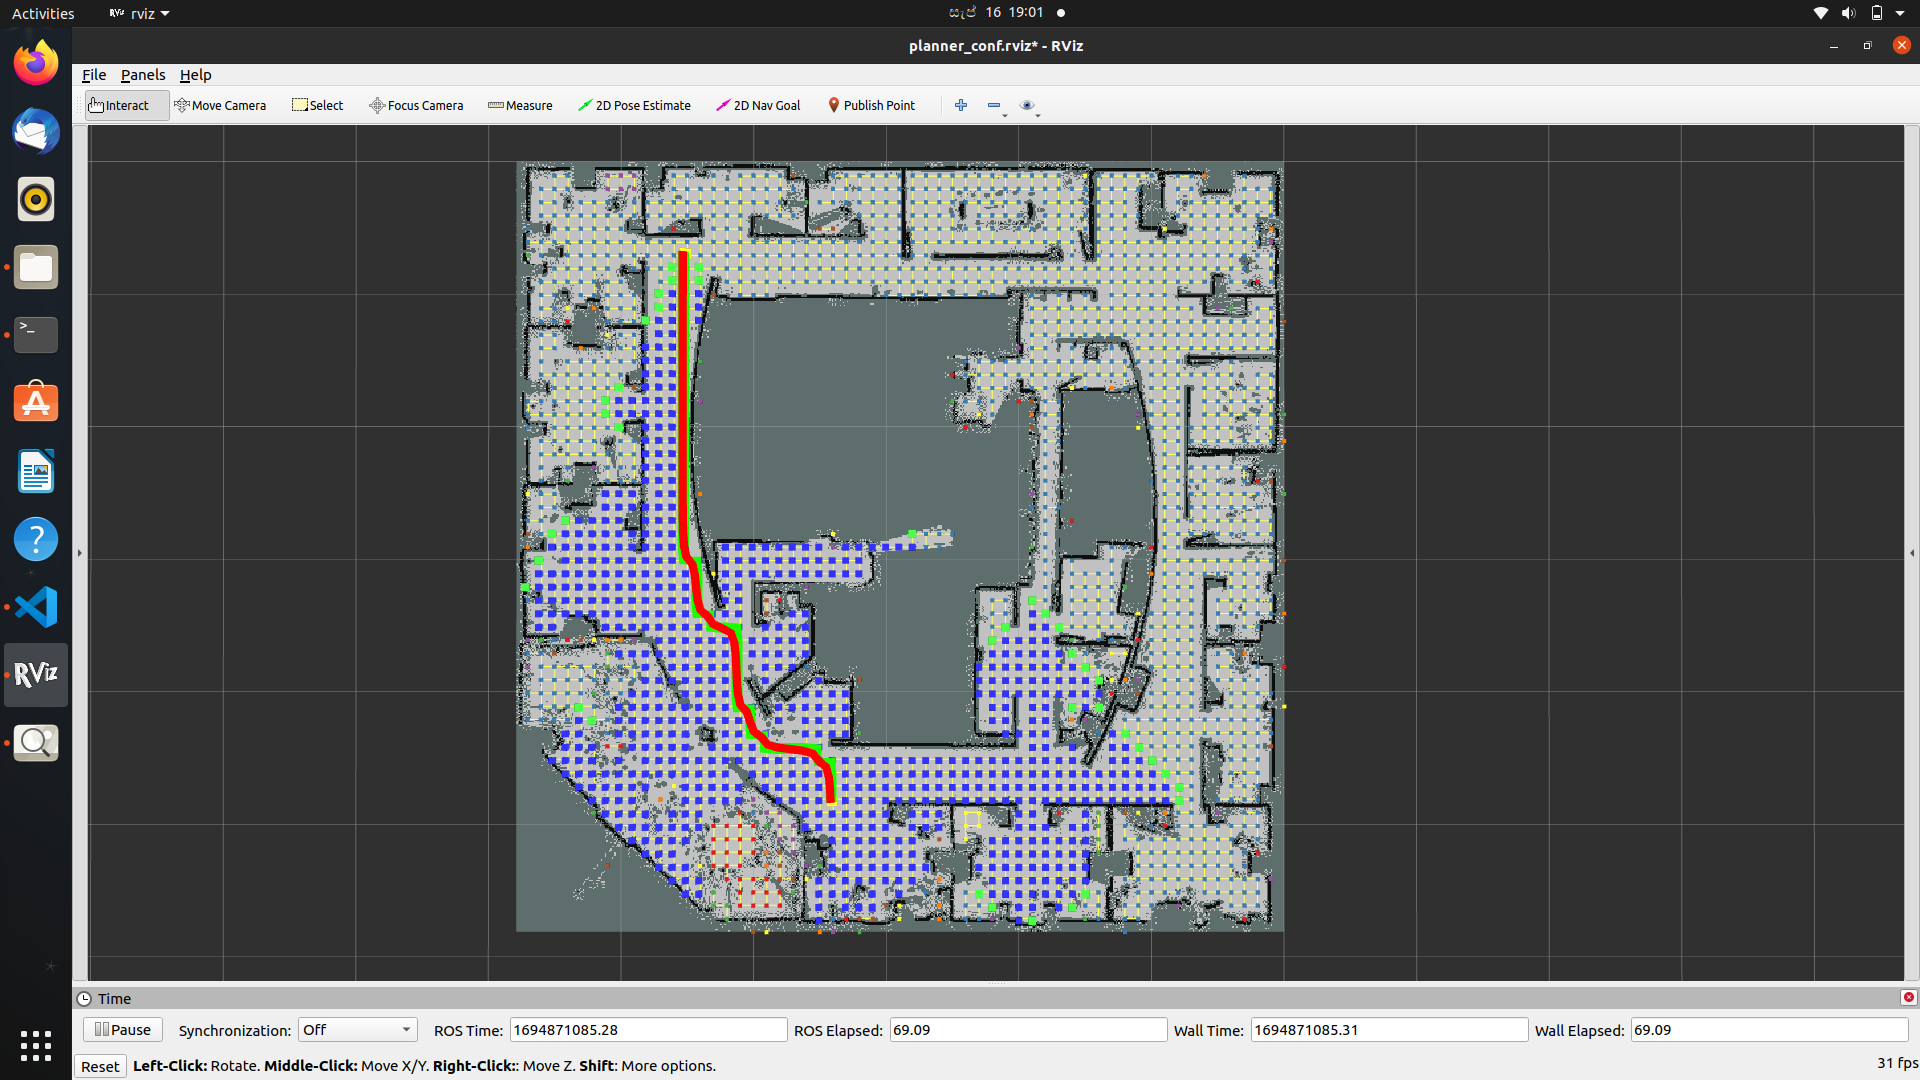 Activities
RViz rviz
සැප් 16 19:01
planner_conf.rviz* - RViz
File Panels Help
Interact Move Camera Select Focus Camera Measure 2D Pose Estimate 2D Nav Goal Publish Point
>_
?
RViz
Time
Pause Synchronization: Off ROS Time: 1694871085.28 ROS Elapsed: 69.09 Wall Time: 1694871085.31 Wall Elapsed: 69.09
Reset Left-Click: Rotate. Middle-Click: Move X/Y. Right-Click:: Move Z. Shift: More options. 31 fps